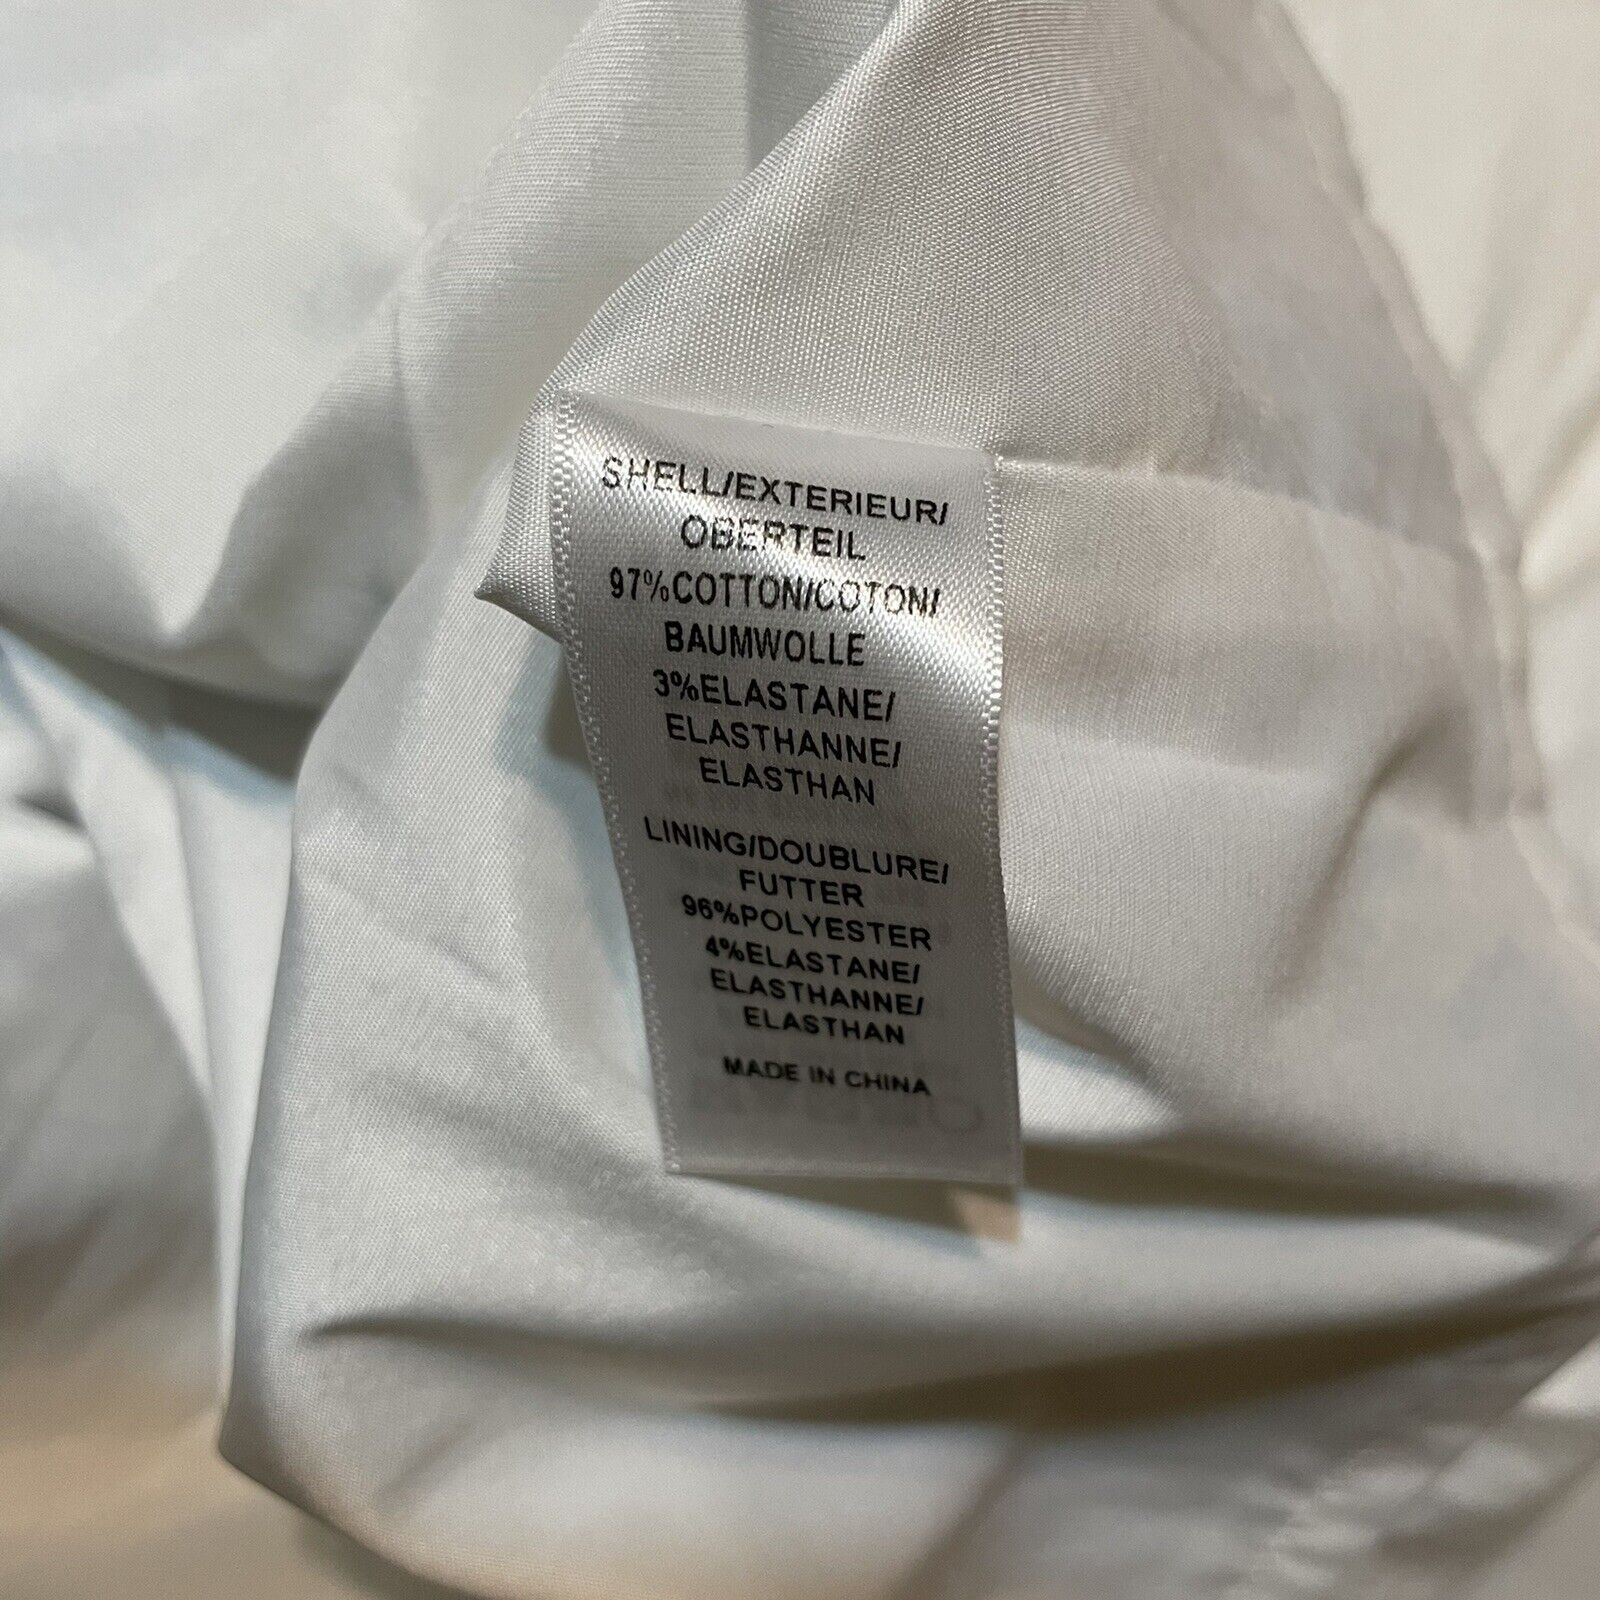 SHELL/EXTERIEUR/
OBERTEIL
97%COTTON/COTON/
BAUMWOLLE
3%ELASTANE/
ELASTHANNE/
ELASTHAN
LINING/DOUBLURE/
FUTTER
96%POLYESTER
4%ELASTANE/
ELASTHANNE/
ELASTHAN
MADE IN CHINA